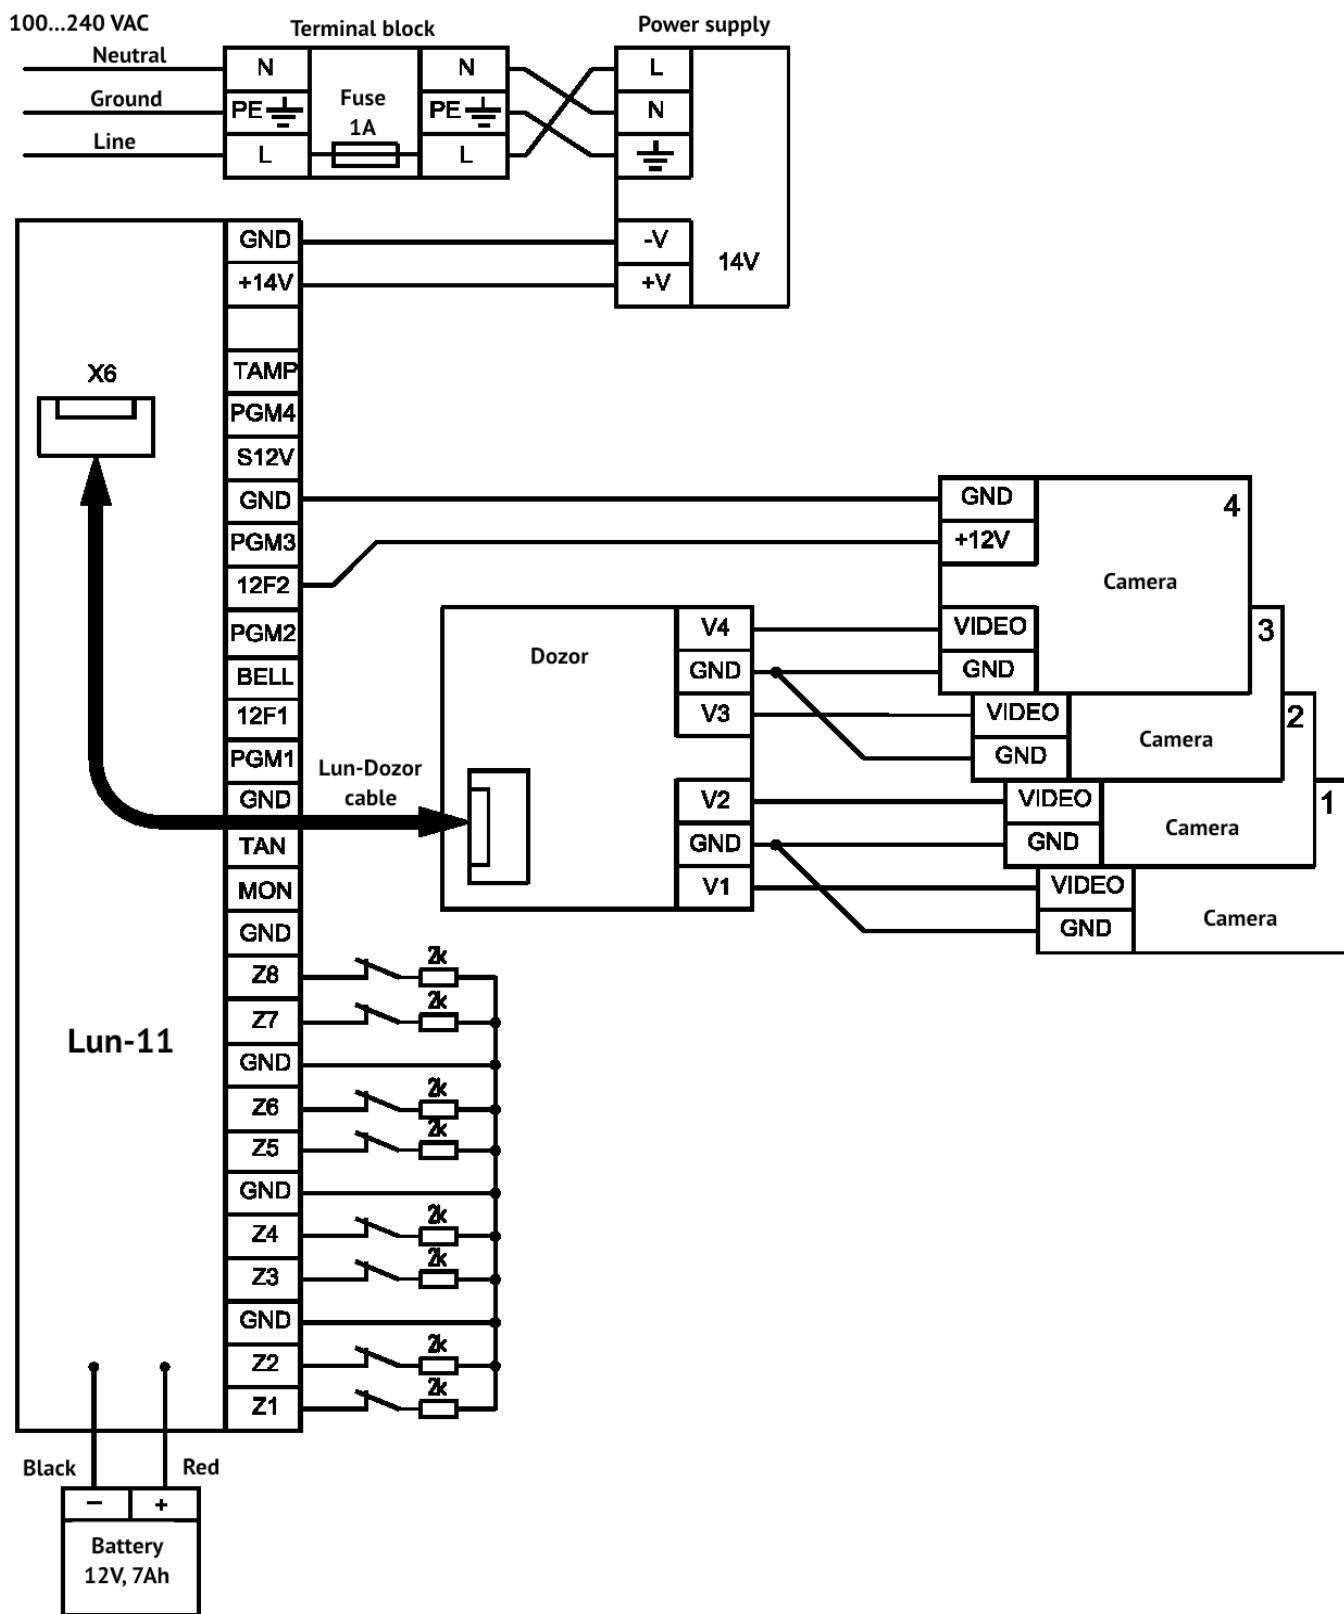 100...240 VAC
Terminal block
Power supply
Neutral
N
N
L
Ground
PE
Fuse
1A
PE
N
Line
L
L
GND
-V
14V
+14V
+V
X6
TAMP
PGM4
S12V
GND
GND
4
PGM3
+12V
12F2
Camera
PGM2
Dozor
V4
VIDEO
3
BELL
GND
GND
12F1
V3
VIDEO
2
PGM1
Camera
GND
Lun-Dozor
cable
V2
VIDEO
1
TAN
GND
GND
Camera
MON
V1
VIDEO
GND
GND
Camera
Z8
2k
Z7
2k
Lun-11
GND
Z6
2k
Z5
2k
GND
Z4
2k
Z3
2k
GND
Z2
2k
Z1
2k
Black
Red
–
+
Battery
12V, 7Ah